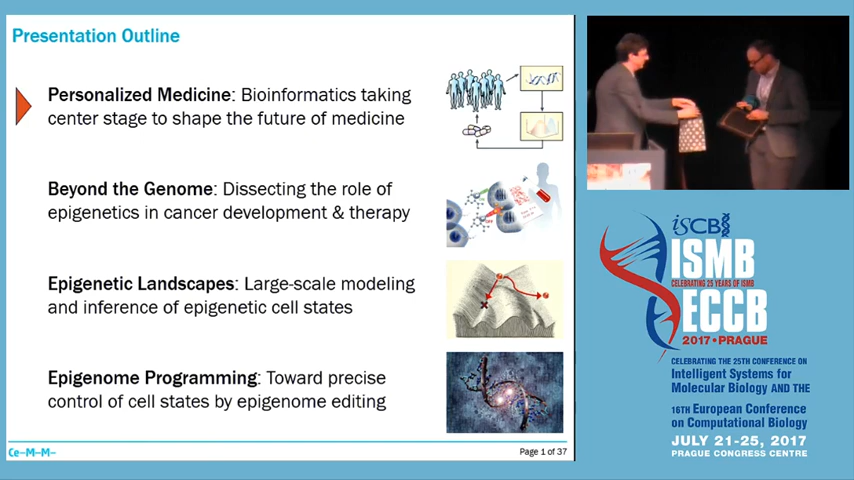 Presentation Outline
Personalized Medicine: Bioinformatics taking
center stage to shape the future of medicine
Beyond the Genome: Dissecting the role of
epigenetics in cancer development & therapy
Epigenetic Landscapes: Large-scale modeling
and inference of epigenetic cell states
Epigenome Programming: Toward precise
control of cell states by epigenome editing
Ce-M-M-
Page 1 of 37
iSCB
ISMB
CELEBRATING 25 YEARS OF ISMB
ECCB
2017 • PRAGUE
CELEBRATING THE 25TH CONFERENCE ON
Intelligent Systems for
Molecular Biology AND THE
16TH European Conference
on Computational Biology
JULY 21-25, 2017
PRAGUE CONGRESS CENTRE